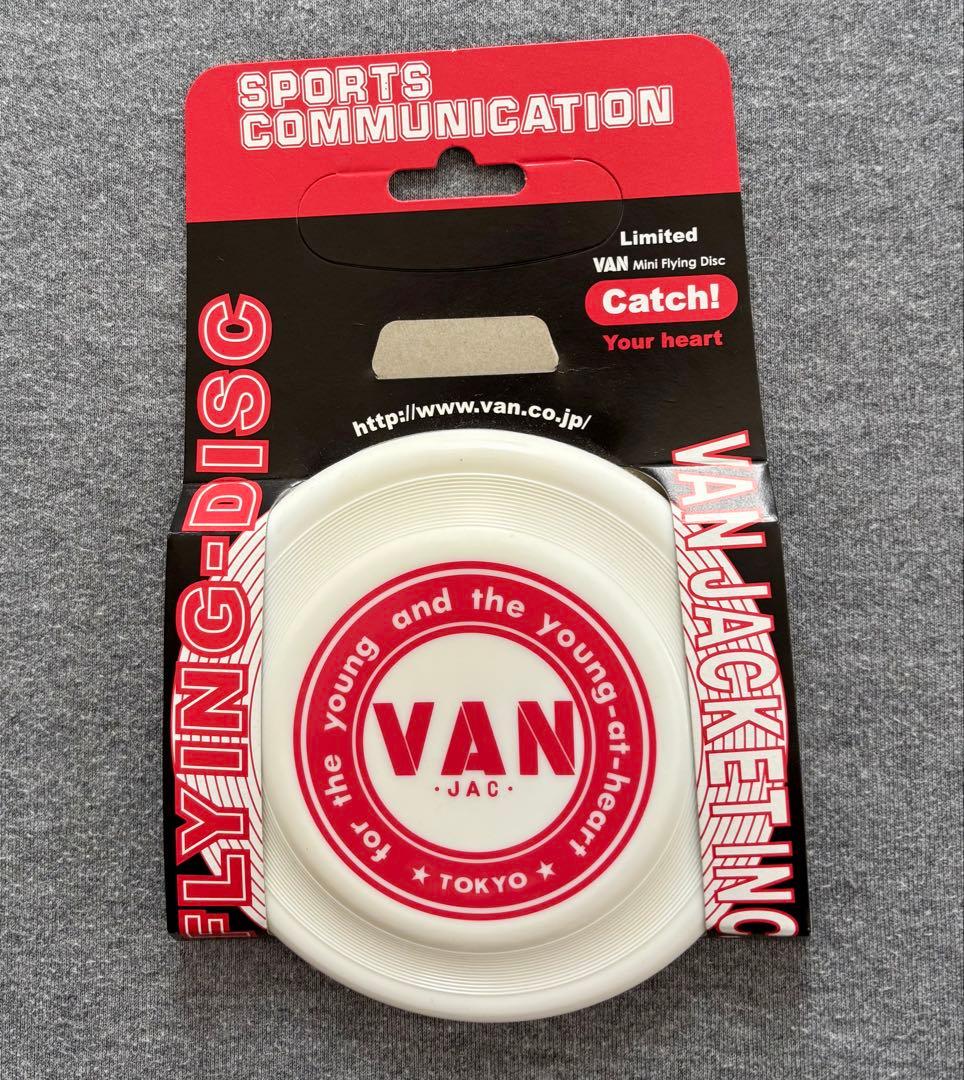 SPORTS
COMMUNICATION
Limited
VAN Mini Flying Disc
Catch!
Your heart
http://www.van.co.jp/
FLYING-DISC
VAN JACKET INC
for the young and the young-at-heart
VAN
·JAC·
★ TOKYO ★